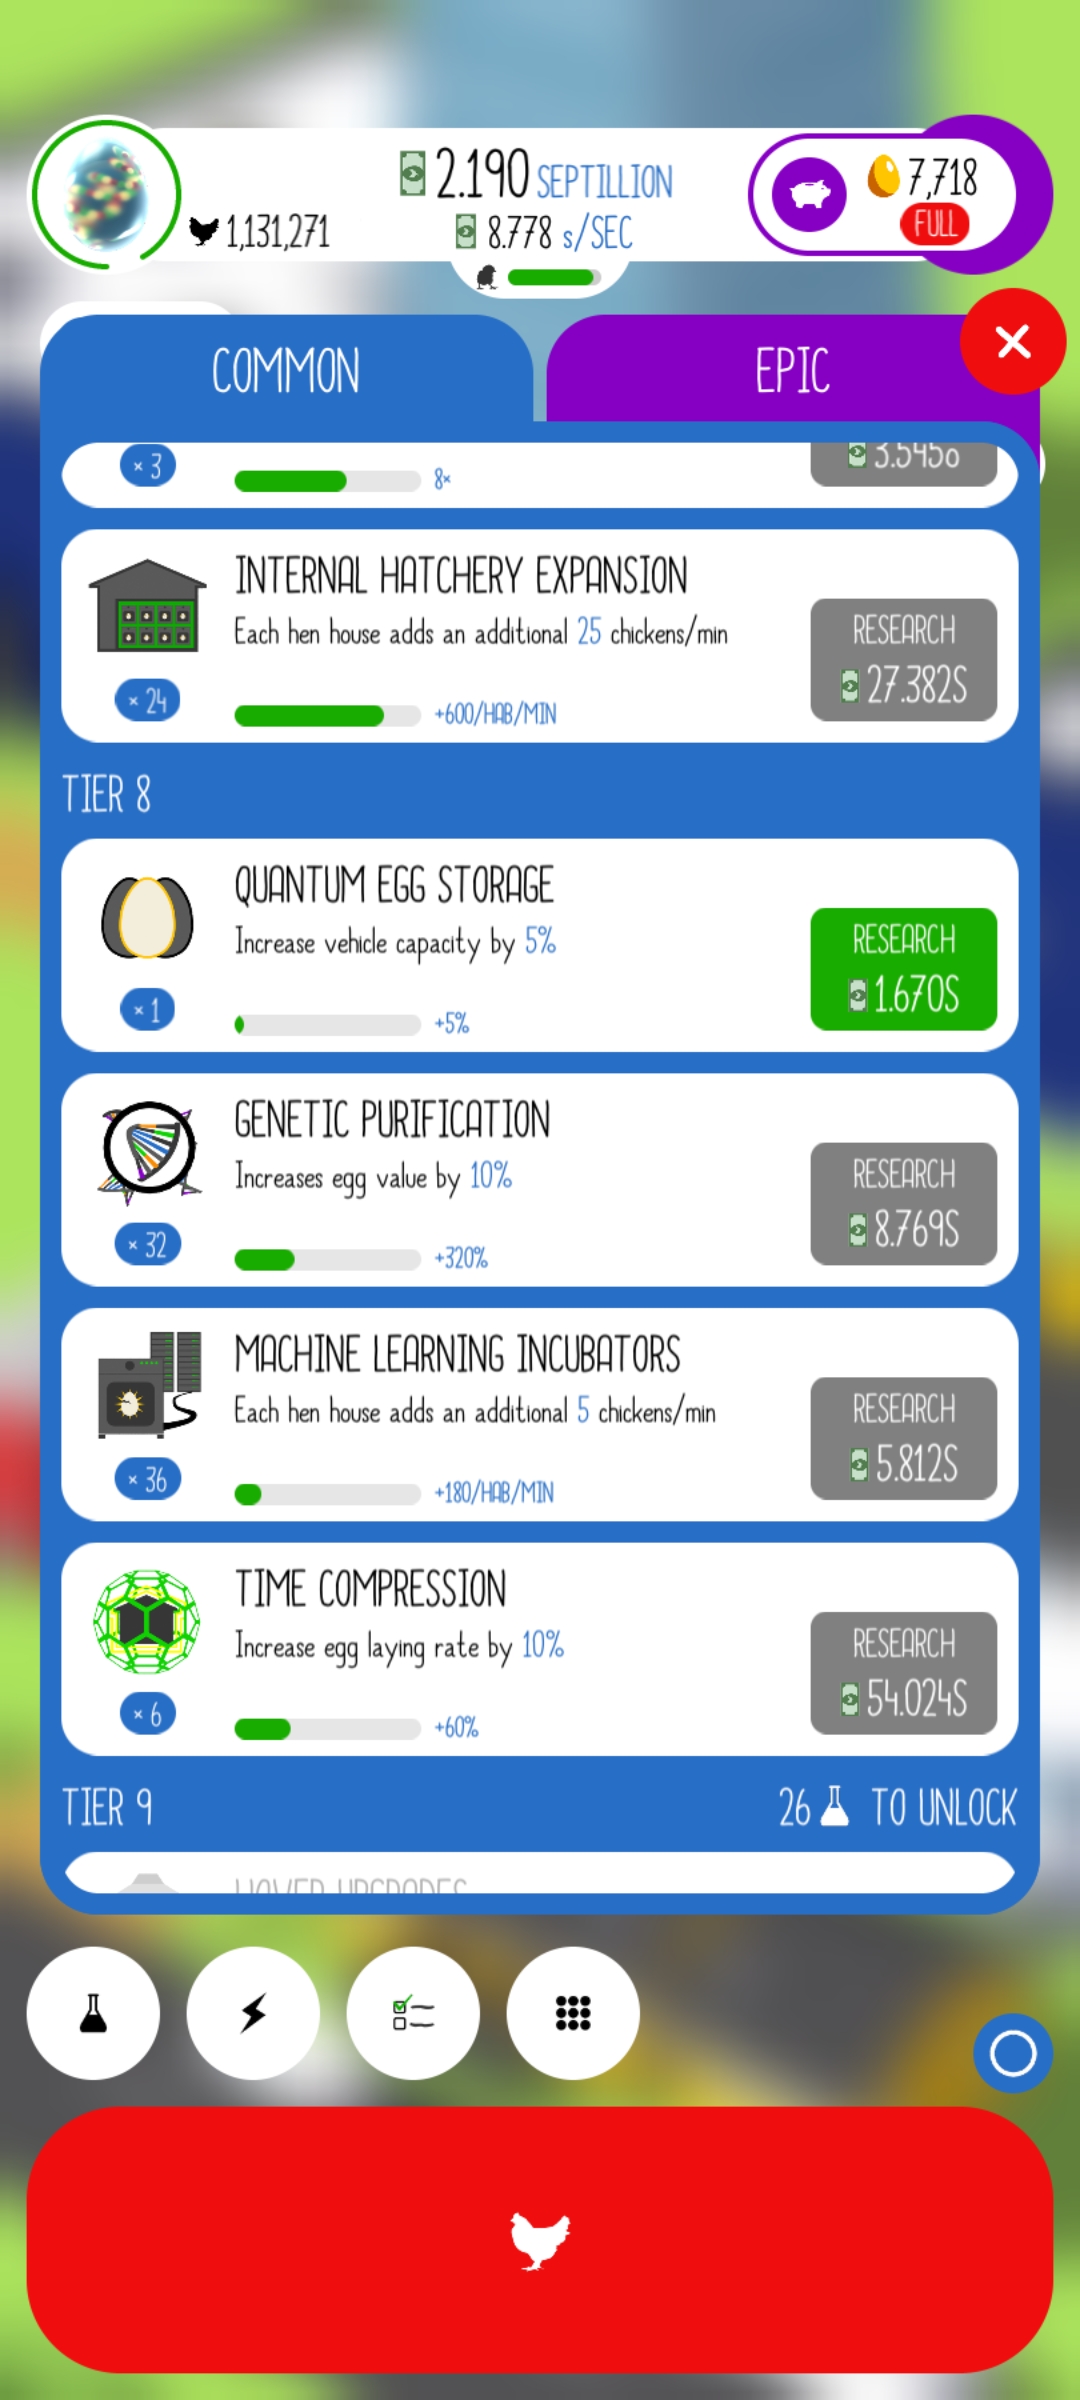 2.190 SEPTILLION
1,131,271
8.778 s/SEC
7,718
FULL
COMMON
EPIC
× 3
8×
3.545o
INTERNAL HATCHERY EXPANSION
Each hen house adds an additional 25 chickens/min
× 24
+600/HAB/MIN
RESEARCH
27.382S
TIER 8
QUANTUM EGG STORAGE
Increase vehicle capacity by 5%
× 1
+5%
RESEARCH
1.670S
GENETIC PURIFICATION
Increases egg value by 10%
× 32
+320%
RESEARCH
8.769S
MACHINE LEARNING INCUBATORS
Each hen house adds an additional 5 chickens/min
× 36
+180/HAB/MIN
RESEARCH
5.812S
TIME COMPRESSION
Increase egg laying rate by 10%
× 6
+60%
RESEARCH
54.024S
TIER 9
26 TO UNLOCK
HOVER UPGRADES